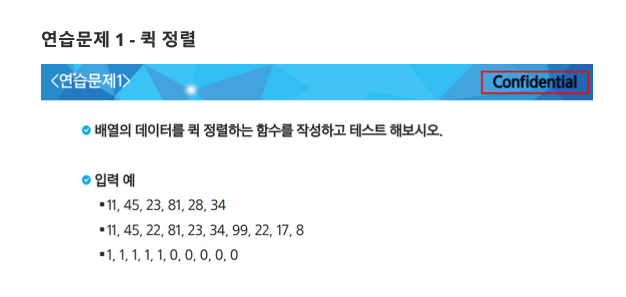 연습문제 1 - 퀵 정렬
<연습문제1>
Confidential
배열의 데이터를 퀵 정렬하는 함수를 작성하고 테스트 해보시오.
입력 예
▪11, 45, 23, 81, 28, 34
▪11, 45, 22, 81, 23, 34, 99, 22, 17, 8
▪1, 1, 1, 1, 1, 0, 0, 0, 0, 0